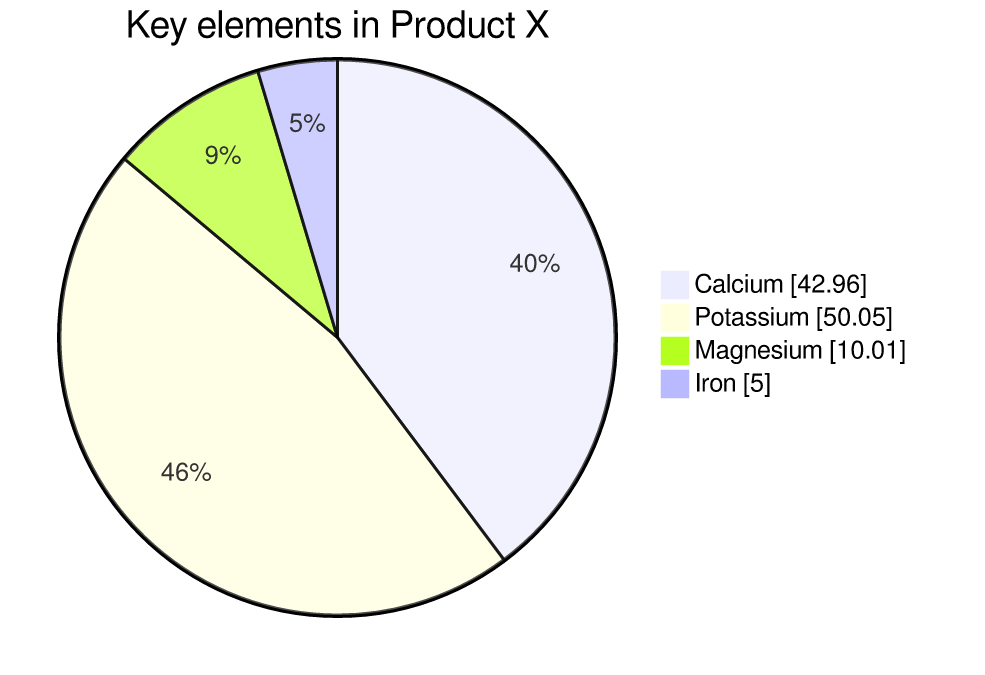 Key elements in Product X
5%
9%
40%
46%
Calcium [42.96]
Potassium [50.05]
Magnesium [10.01]
Iron [5]